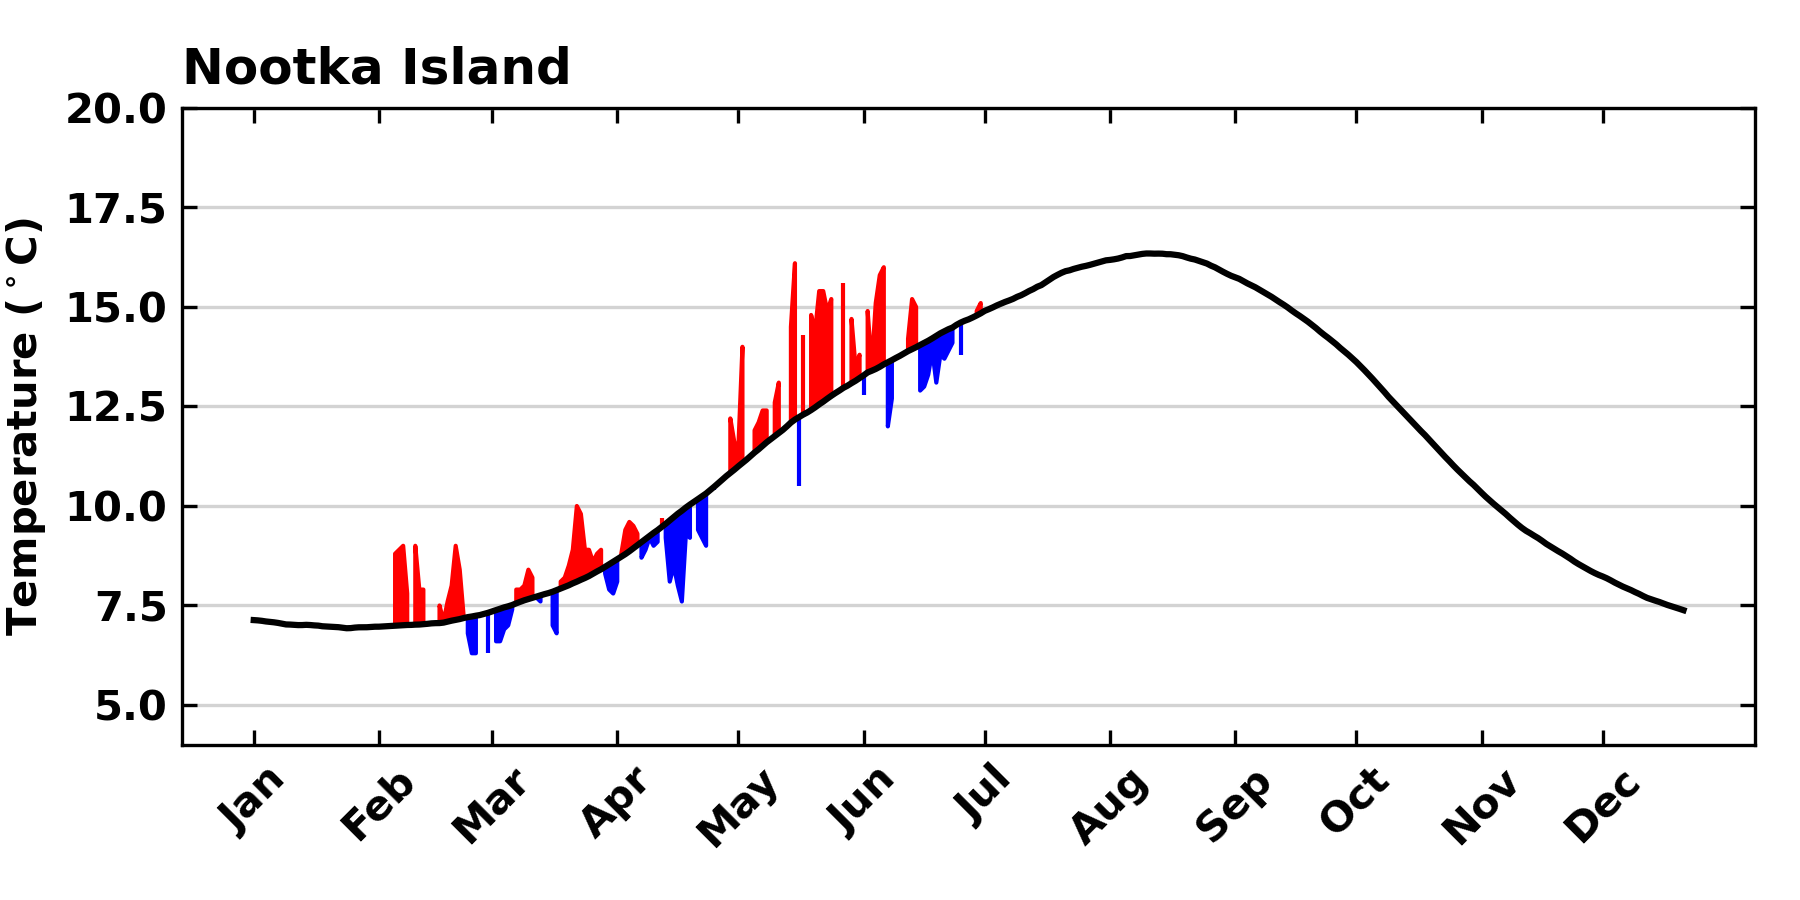 Nootka Island
Temperature (°C)
20.0
17.5
15.0
12.5
10.0
7.5
5.0
Jan
Feb
Mar
Apr
May
Jun
Jul
Aug
Sep
Oct
Nov
Dec